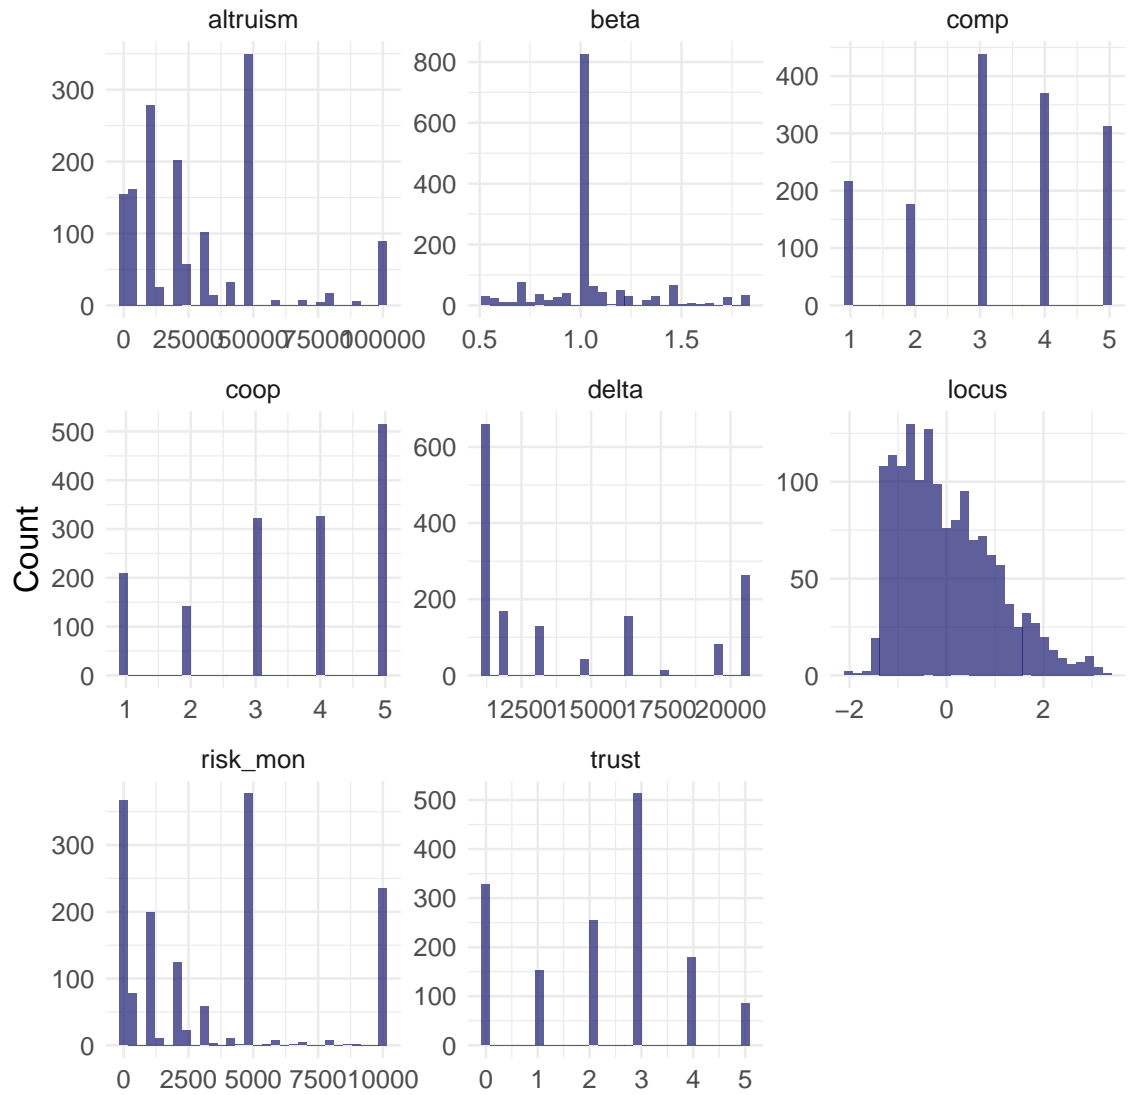 altruism beta comp
300 200 100 0
800 600 400 200 0
400 300 200 100 0
0 25000 50000 75000 100000
0.5 1.0 1.5
1 2 3 4 5
coop delta locus
Count
500 400 300 200 100 0
600 400 200 0
100 50 0
1 2 3 4 5
12500 15000 17500 20000
−2 0 2
risk_mon trust
300 200 100 0
500 400 300 200 100 0
0 2500 5000 7500 10000
0 1 2 3 4 5